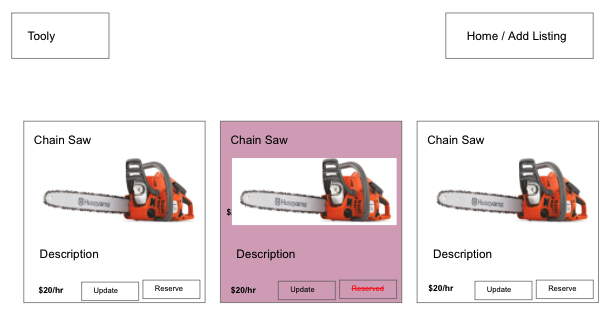 Tooly
Home / Add Listing
Chain Saw
Husqvarna
Description
$20/hr Update Reserve
Chain Saw
Husqvarna
$
Description
$20/hr Update Reserved
Chain Saw
Husqvarna
Description
$20/hr Update Reserve